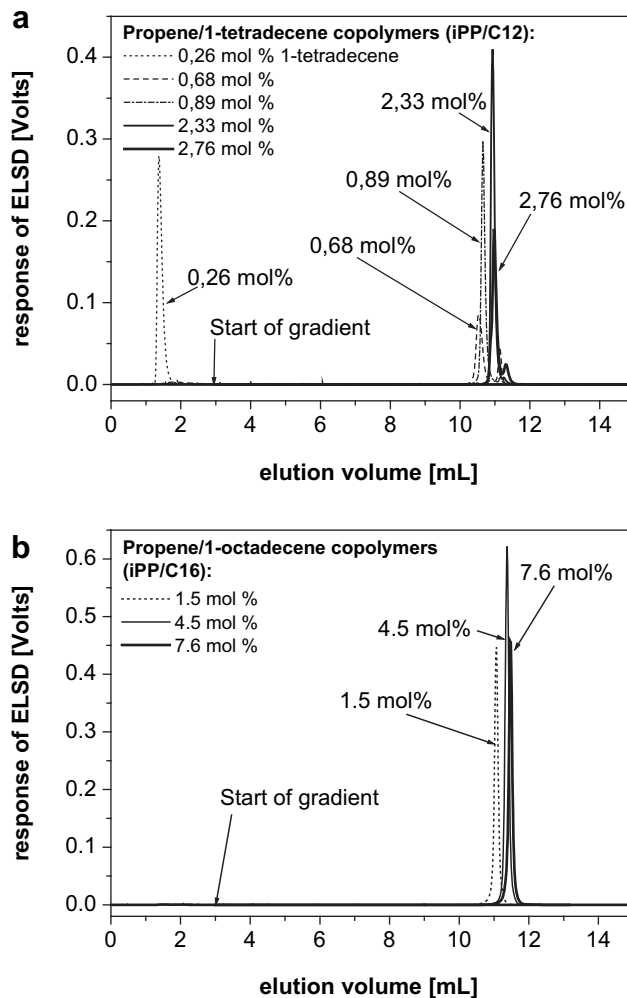 a
Propene/1-tetradecene copolymers (iPP/C12):
0,26 mol % 1-tetradecene
0,68 mol %
0,89 mol %
2,33 mol %
2,76 mol %
2,33 mol%
0,89 mol%
2,76 mol%
0,68 mol%
0,26 mol%
Start of gradient
response of ELSD [Volts]
0.4
0.3
0.2
0.1
0.0
0 2 4 6 8 10 12 14
elution volume [mL]
b
Propene/1-octadecene copolymers
(iPP/C16):
1.5 mol %
4.5 mol %
7.6 mol %
7.6 mol%
4.5 mol%
1.5 mol%
Start of gradient
response of ELSD [Volts]
0.6
0.5
0.4
0.3
0.2
0.1
0.0
0 2 4 6 8 10 12 14
elution volume [mL]